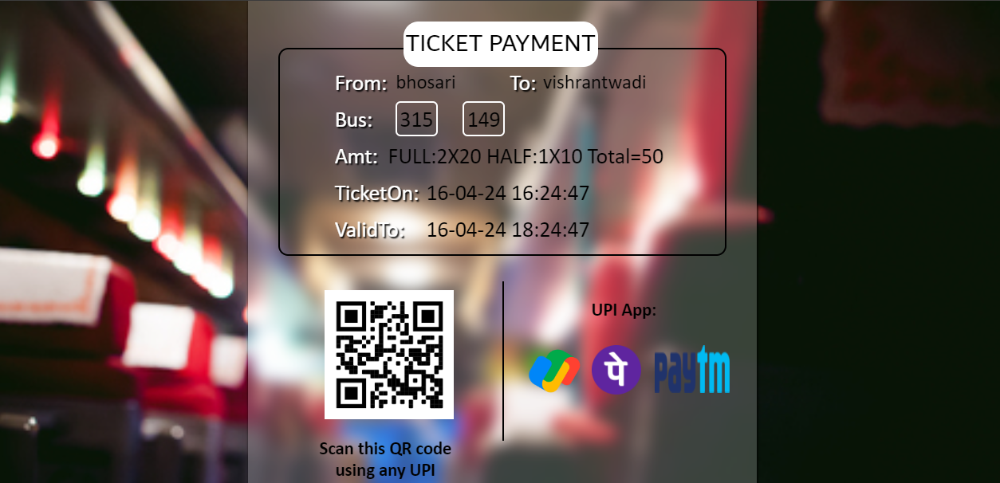 TICKET PAYMENT
From: bhosari To: vishrantwadi
Bus: 315 149
Amt: FULL:2X20 HALF:1X10 Total=50
TicketOn: 16-04-24 16:24:47
ValidTo: 16-04-24 18:24:47
UPI App:
पे paytm
Scan this QR code
using any UPI